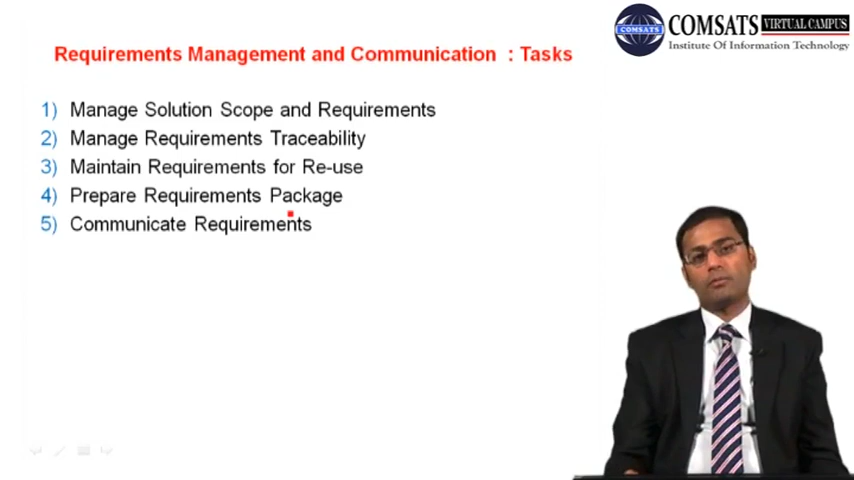 COMSATS
COMSATS VIRTUAL CAMPUS
Institute Of Information Technology
Requirements Management and Communication : Tasks
1) Manage Solution Scope and Requirements
2) Manage Requirements Traceability
3) Maintain Requirements for Re-use
4) Prepare Requirements Package
5) Communicate Requirements